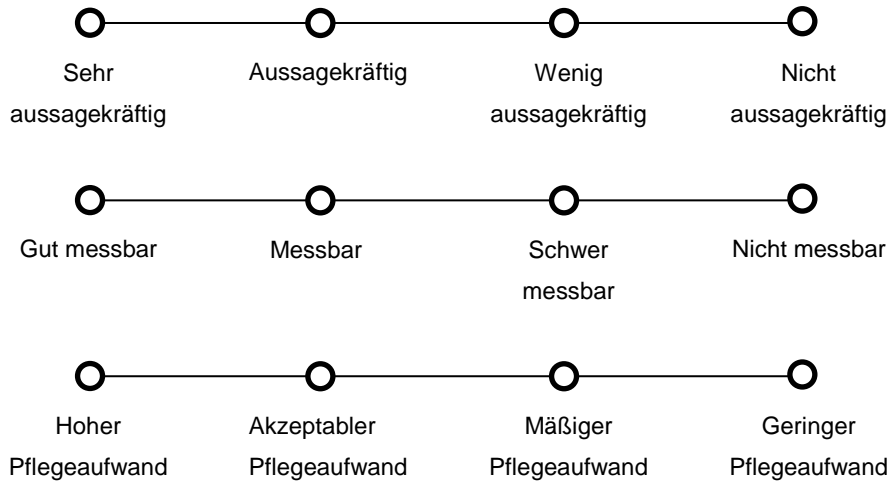 Sehr Aussagekräftig Wenig Nicht
aussagekräftig aussagekräftig aussagekräftig
Gut messbar Messbar Schwer Nicht messbar
messbar
Hoher Akzeptabler Mäßiger Geringer
Pflegeaufwand Pflegeaufwand Pflegeaufwand Pflegeaufwand